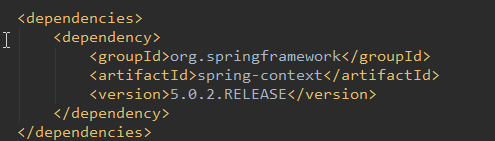 <dependencies>
<dependency>
<groupId>org.springframework</groupId>
<artifactId>spring-context</artifactId>
<version>5.0.2.RELEASE</version>
</dependency>
</dependencies>